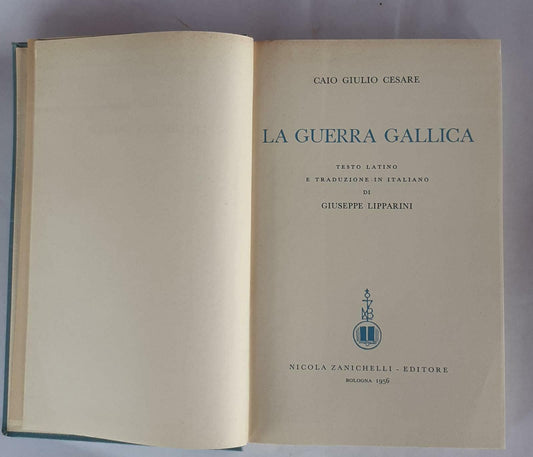 CAIO GIULIO CESARE
LA GUERRA GALLICA
TESTO LATINO
E TRADUZIONE IN ITALIANO
DI
GIUSEPPE LIPPARINI
NICOLA ZANICHELLI - EDITORE
BOLOGNA 1956